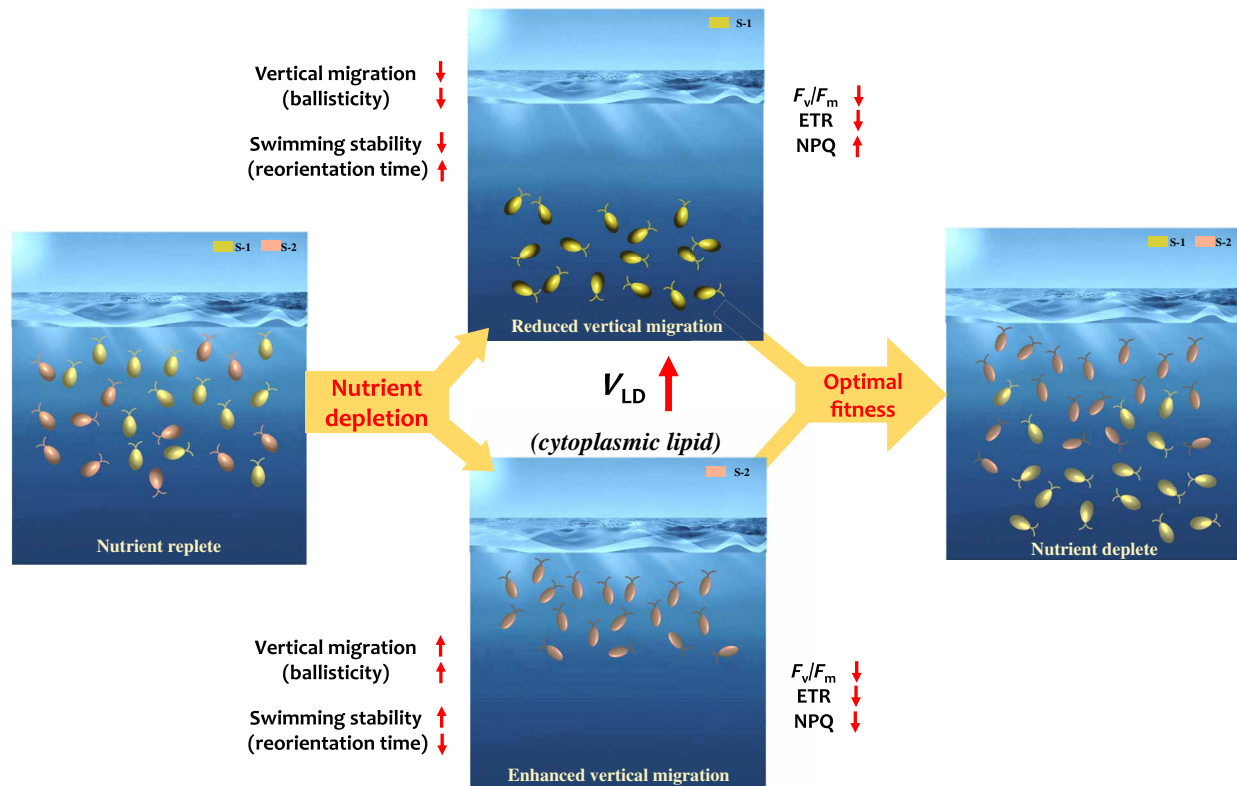 S-1
Vertical migration
(ballisticity)
Swimming stability
(reorientation time)
Fv/Fm
ETR
NPQ
Reduced vertical migration
S-1 S-2
Nutrient replete
Nutrient
depletion
VLD
(cytoplasmic lipid)
Optimal
fitness
S-1 S-2
Nutrient deplete
S-2
Vertical migration
(ballisticity)
Swimming stability
(reorientation time)
Fv/Fm
ETR
NPQ
Enhanced vertical migration